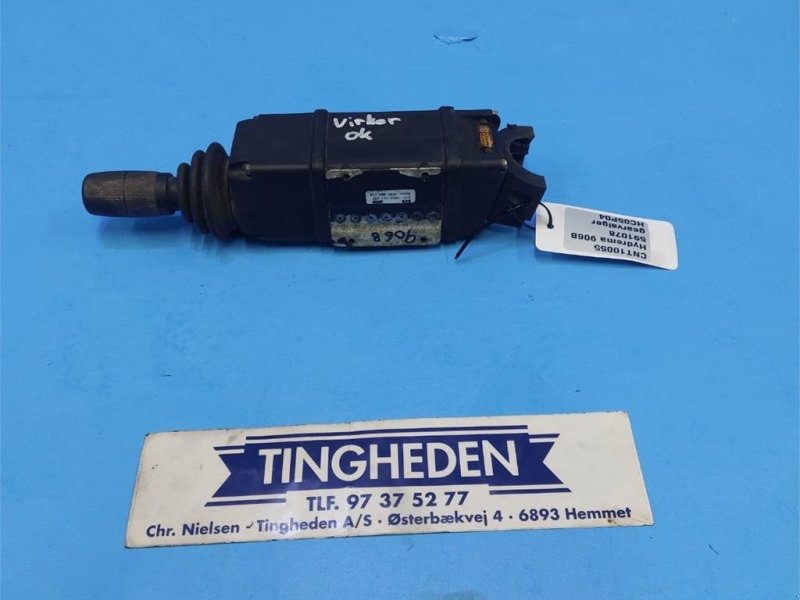 Virker
ok
906B
CNT10055
Hydrema 906B
591078
gearvælger
HC05P04
TINGHEDEN
TLF. 97 37 52 77
Chr. Nielsen - Tingheden A/S · Østerbækvej 4 · 6893 Hemmet